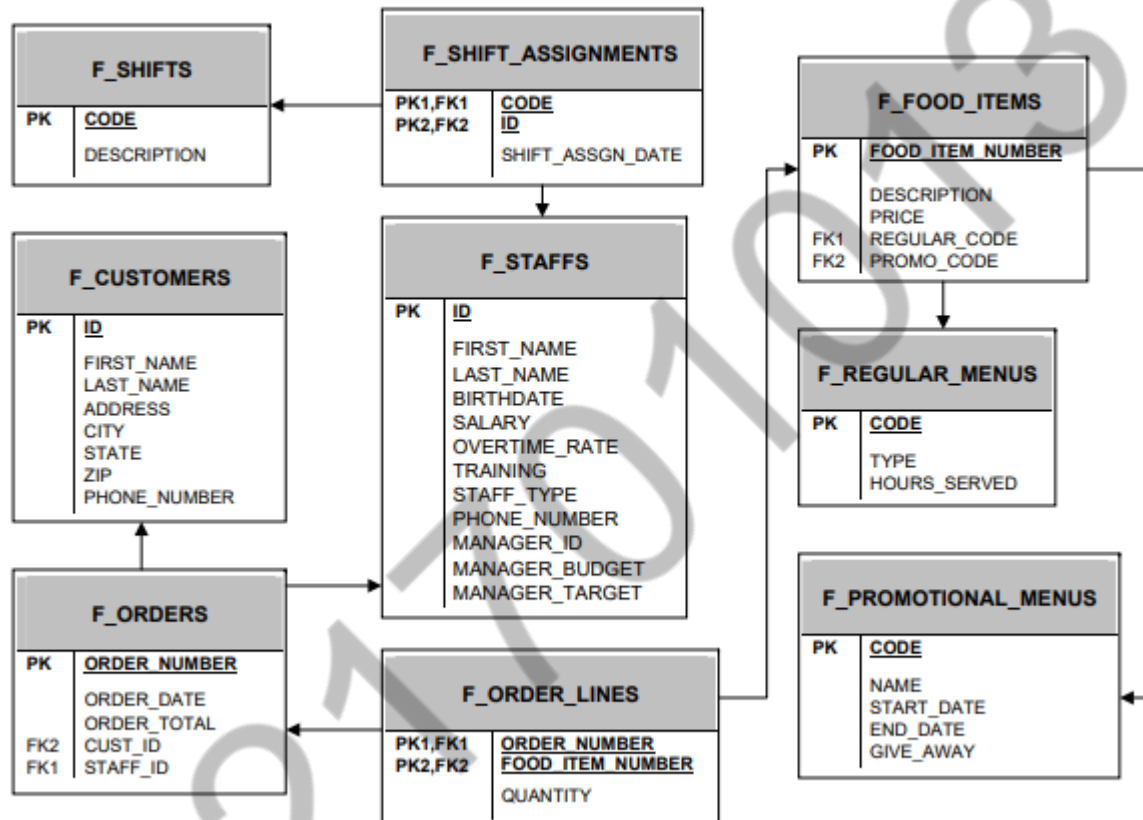 F_SHIFTS
PK CODE
DESCRIPTION
F_SHIFT_ASSIGNMENTS
PK1,FK1 CODE
PK2,FK2 ID
SHIFT_ASSGN_DATE
F_FOOD_ITEMS
PK FOOD_ITEM_NUMBER
DESCRIPTION
PRICE
FK1 REGULAR_CODE
FK2 PROMO_CODE
F_CUSTOMERS
PK ID
FIRST_NAME
LAST_NAME
ADDRESS
CITY
STATE
ZIP
PHONE_NUMBER
F_STAFFS
PK ID
FIRST_NAME
LAST_NAME
BIRTHDATE
SALARY
OVERTIME_RATE
TRAINING
STAFF_TYPE
PHONE_NUMBER
MANAGER_ID
MANAGER_BUDGET
MANAGER_TARGET
F_REGULAR_MENUS
PK CODE
TYPE
HOURS_SERVED
F_ORDERS
PK ORDER_NUMBER
ORDER_DATE
ORDER_TOTAL
FK2 CUST_ID
FK1 STAFF_ID
F_ORDER_LINES
PK1,FK1 ORDER_NUMBER
PK2,FK2 FOOD_ITEM_NUMBER
QUANTITY
F_PROMOTIONAL_MENUS
PK CODE
NAME
START_DATE
END_DATE
GIVE_AWAY
21701013